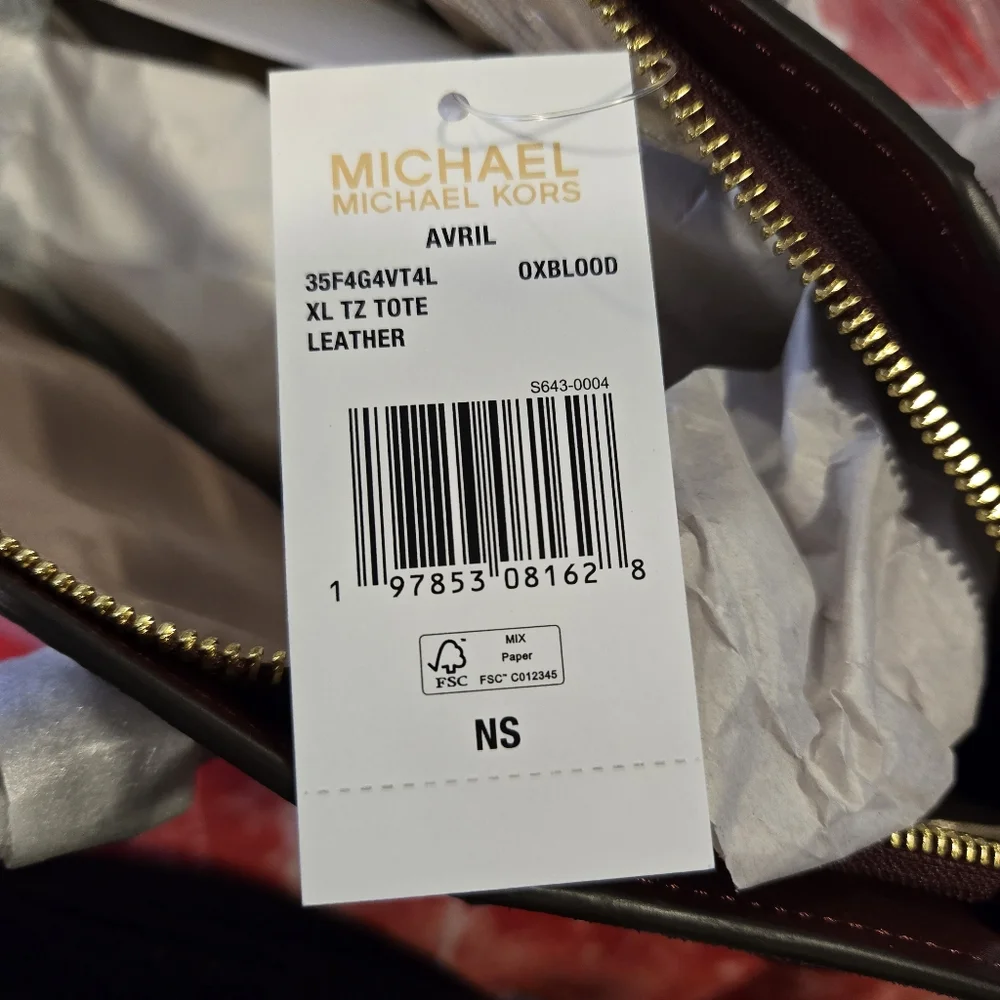 MICHAEL
MICHAEL KORS
AVRIL
35F4G4VT4L OXBLOOD
XL TZ TOTE
LEATHER
S643-0004
1 97853 08162 8
FSC
MIX
Paper
FSC™ C012345
NS